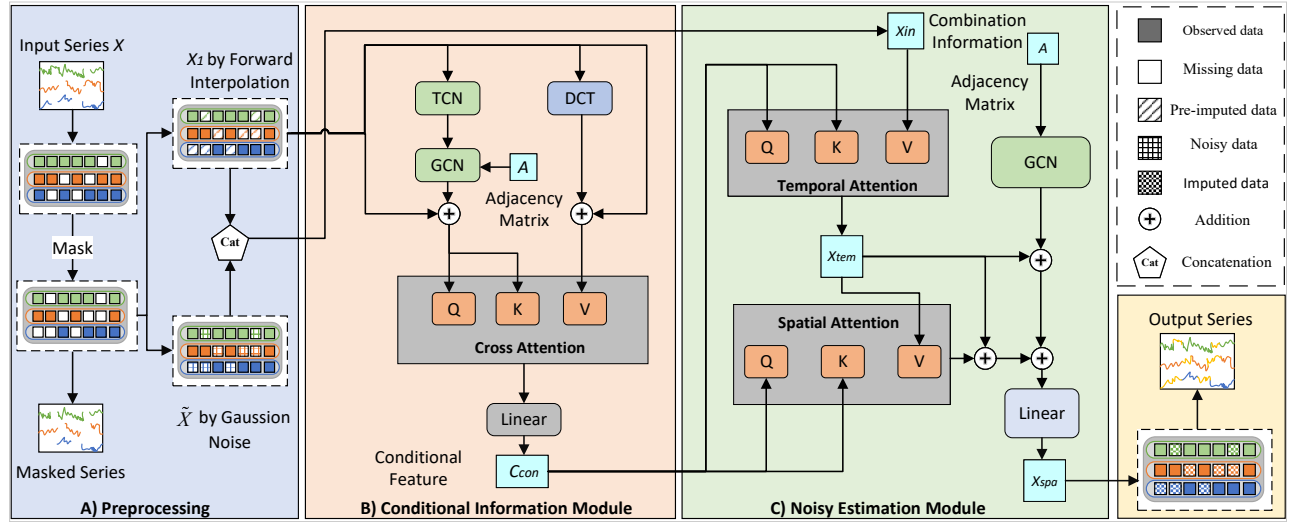 Input Series X
X1 by Forward
Interpolation
Mask
Cat
X̃ by Gaussion
Noise
Masked Series
A) Preprocessing
TCN
DCT
GCN
A
Adjacency
Matrix
Q
K
V
Cross Attention
Linear
Conditional
Feature
Ccon
B) Conditional Information Module
Xin
Combination
Information
A
Adjacency
Matrix
Q
K
V
Temporal Attention
GCN
Xtem
Spatial Attention
Q
K
V
Linear
Xspa
C) Noisy Estimation Module
Observed data
Missing data
Pre-imputed data
Noisy data
Imputed data
Addition
Cat
Concatenation
Output Series